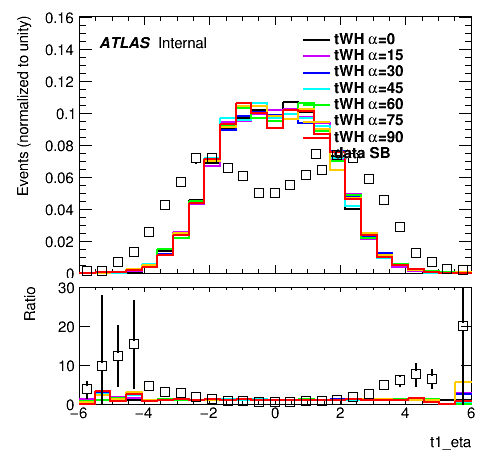 Events (normalized to unity)
0.16
0.14
0.12
0.1
0.08
0.06
0.04
0.02
0
ATLAS Internal
tWH α=0
tWH α=15
tWH α=30
tWH α=45
tWH α=60
tWH α=75
tWH α=90
data SB
Ratio
30
20
10
0
−6 −4 −2 0 2 4 6
t1_eta